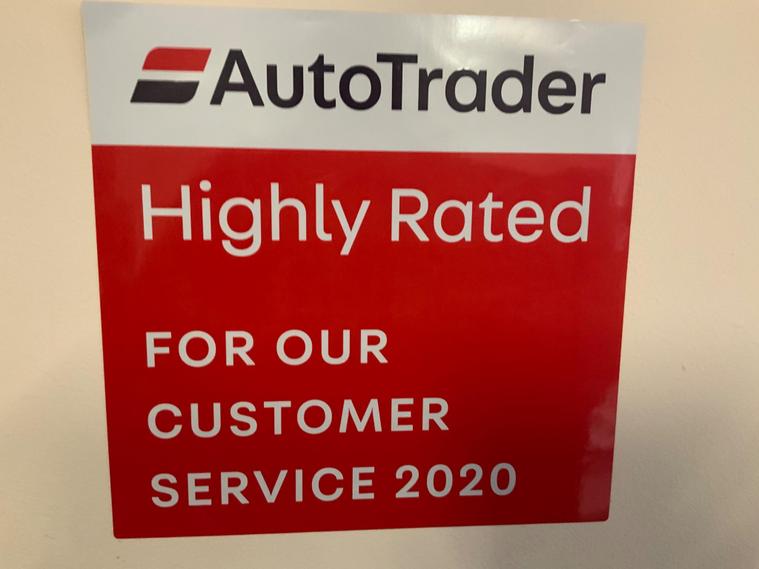 AutoTrader
Highly Rated
FOR OUR
CUSTOMER
SERVICE 2020